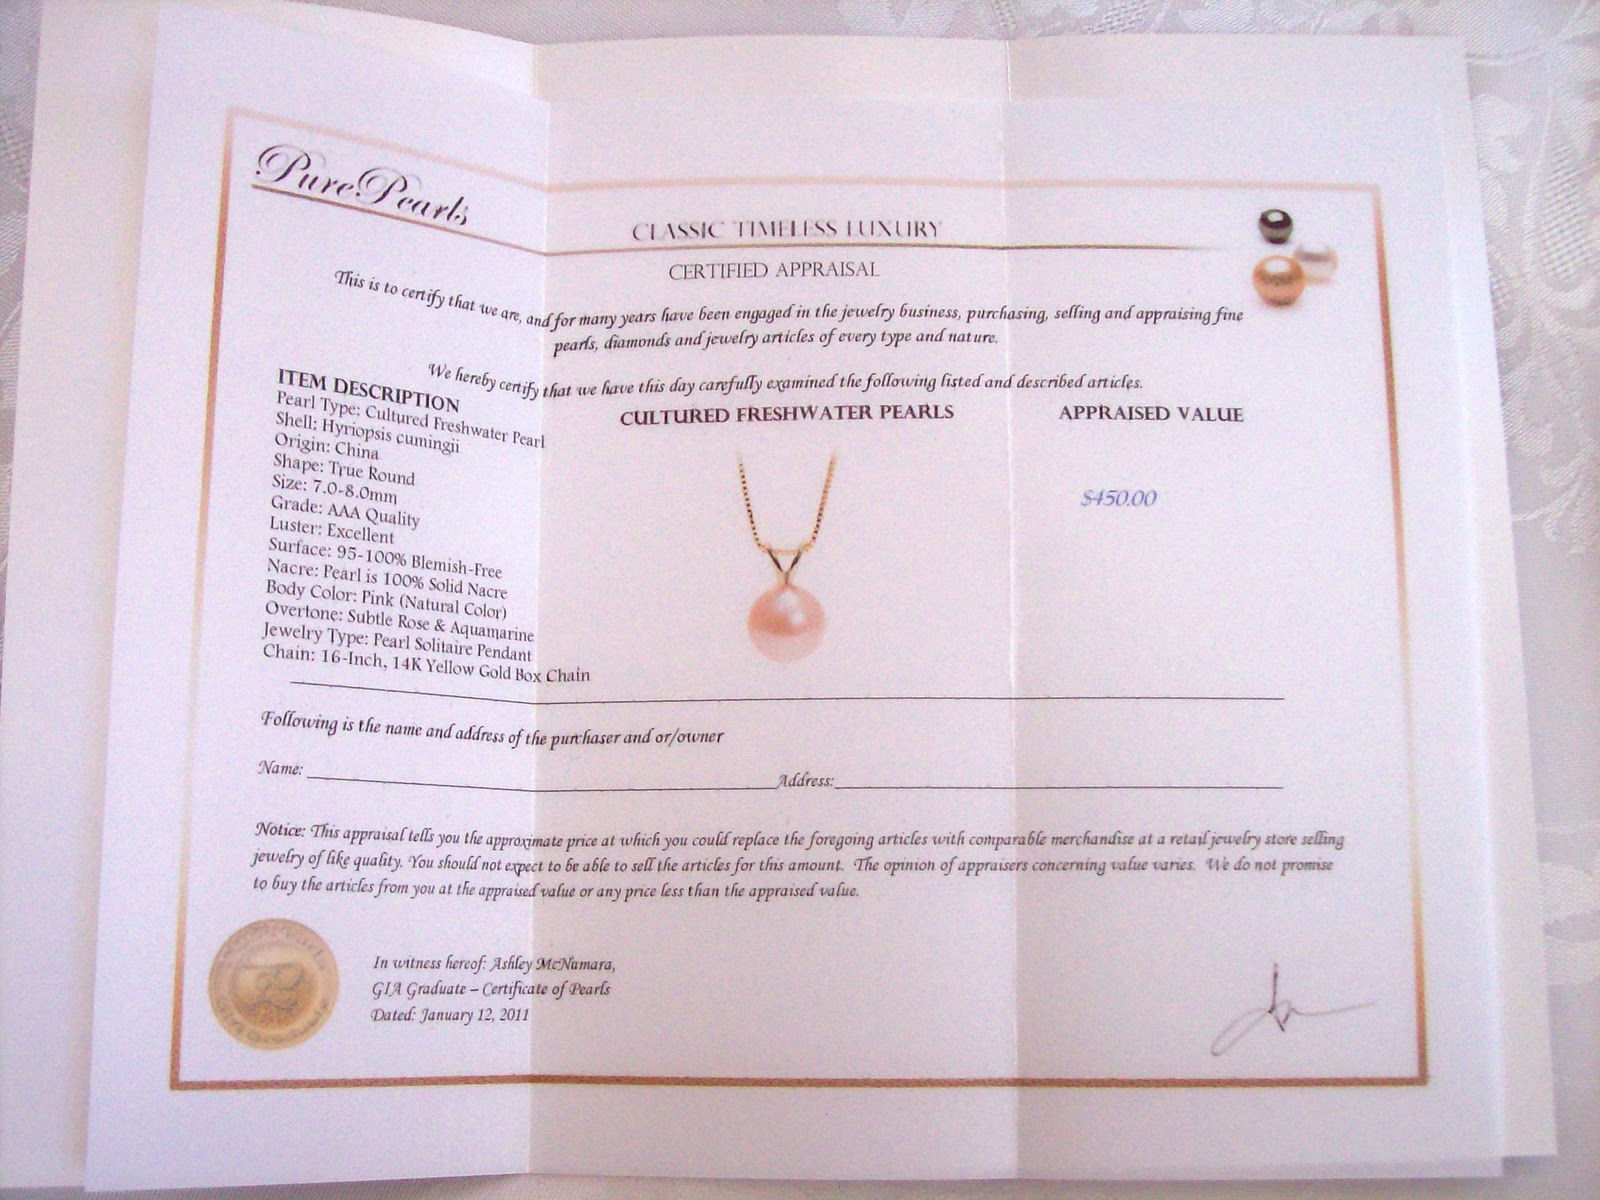 PurePearls
CLASSIC TIMELESS LUXURY
CERTIFIED APPRAISAL
This is to certify that we are, and for many years have been engaged in the jewelry business, purchasing, selling and appraising fine
pearls, diamonds and jewelry articles of every type and nature.
We hereby certify that we have this day carefully examined the following listed and described articles.
ITEM DESCRIPTION
Pearl Type: Cultured Freshwater Pearl
Shell: Hyriopsis cumingii
Origin: China
Shape: True Round
Size: 7.0-8.0mm
Grade: AAA Quality
Luster: Excellent
Surface: 95-100% Blemish-Free
Nacre: Pearl is 100% Solid Nacre
Body Color: Pink (Natural Color)
Overtone: Subtle Rose & Aquamarine
Jewelry Type: Pearl Solitaire Pendant
Chain: 16-Inch, 14K Yellow Gold Box Chain
CULTURED FRESHWATER PEARLS
APPRAISED VALUE
$450.00
Following is the name and address of the purchaser and or/owner
Name: Address:
Notice: This appraisal tells you the approximate price at which you could replace the foregoing articles with comparable merchandise at a retail jewelry store selling
jewelry of like quality. You should not expect to be able to sell the articles for this amount. The opinion of appraisers concerning value varies. We do not promise
to buy the articles from you at the appraised value or any price less than the appraised value.
In witness hereof: Ashley McNamara,
GIA Graduate – Certificate of Pearls
Dated: January 12, 2011